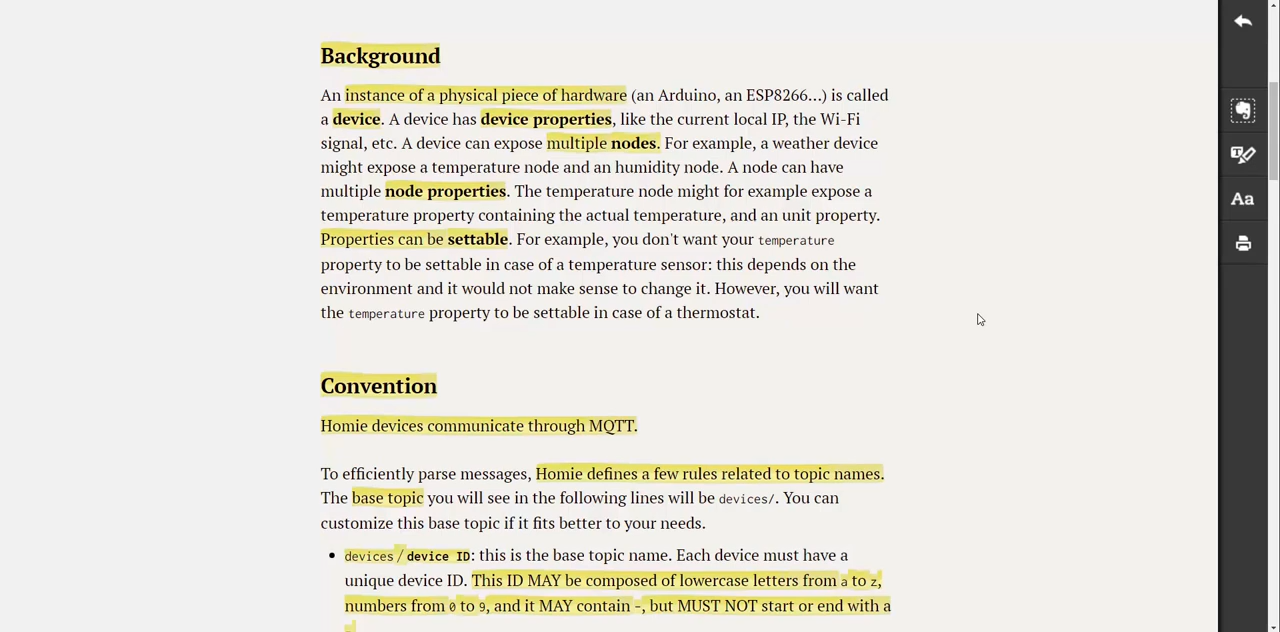 Background
An instance of a physical piece of hardware (an Arduino, an ESP8266…) is called
a device. A device has device properties, like the current local IP, the Wi-Fi
signal, etc. A device can expose multiple nodes. For example, a weather device
might expose a temperature node and an humidity node. A node can have
multiple node properties. The temperature node might for example expose a
temperature property containing the actual temperature, and an unit property.
Properties can be settable. For example, you don't want your temperature
property to be settable in case of a temperature sensor: this depends on the
environment and it would not make sense to change it. However, you will want
the temperature property to be settable in case of a thermostat.
Convention
Homie devices communicate through MQTT.
To efficiently parse messages, Homie defines a few rules related to topic names.
The base topic you will see in the following lines will be devices/. You can
customize this base topic if it fits better to your needs.
• devices / device ID: this is the base topic name. Each device must have a
unique device ID. This ID MAY be composed of lowercase letters from a to z,
numbers from 0 to 9, and it MAY contain -, but MUST NOT start or end with a
Aa